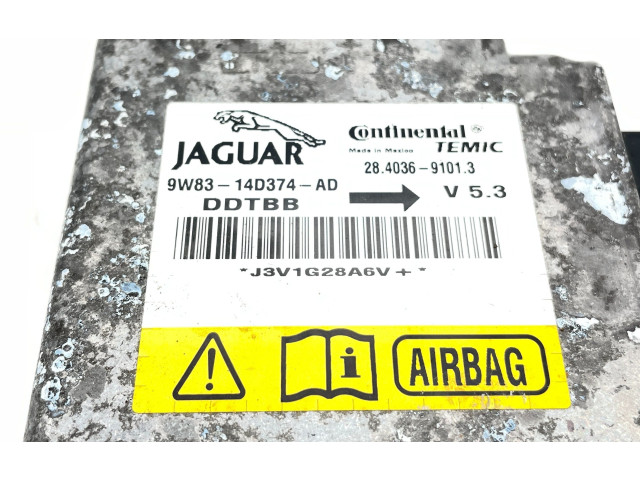 JAGUAR
Continental®
Made in Mexico TEMIC
28.4036-9101.3
9W83-14D374-AD
DDTBB
V 5.3
*J3V1G28A6V+*
AIRBAG